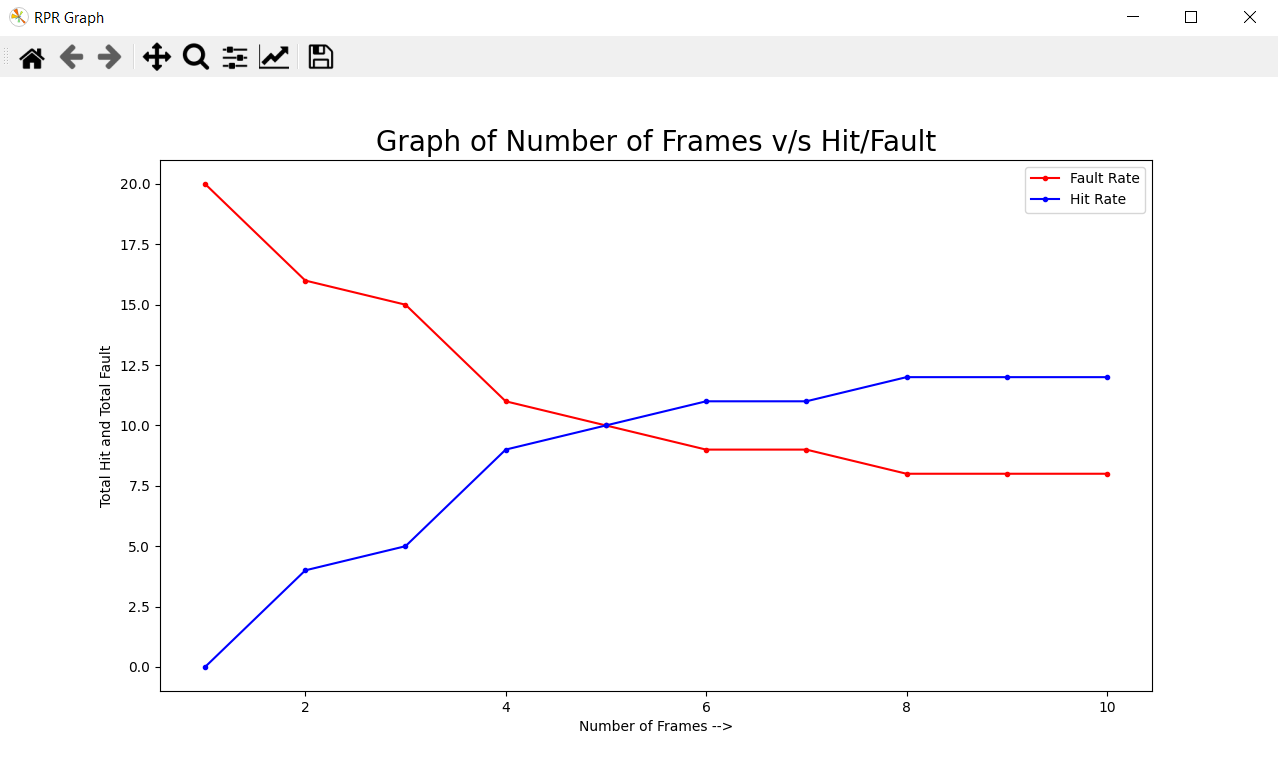 RPR Graph
Graph of Number of Frames v/s Hit/Fault
Fault Rate
Hit Rate
20.0
17.5
15.0
12.5
10.0
7.5
5.0
2.5
0.0
Total Hit and Total Fault
2 4 6 8 10
Number of Frames -->